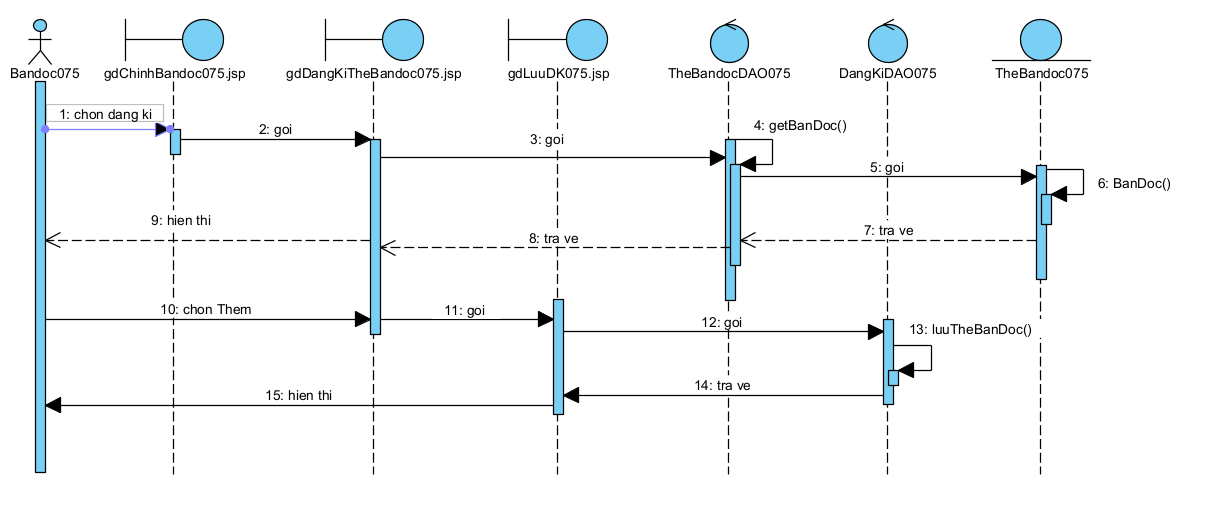 Bandoc075
gdChinhBandoc075.jsp
gdDangKiTheBandoc075.jsp
gdLuuDK075.jsp
TheBandocDAO075
DangKiDAO075
TheBandoc075
1: chon dang ki
2: goi
3: goi
4: getBanDoc()
5: goi
6: BanDoc()
7: tra ve
8: tra ve
9: hien thi
10: chon Them
11: goi
12: goi
13: luuTheBanDoc()
14: tra ve
15: hien thi